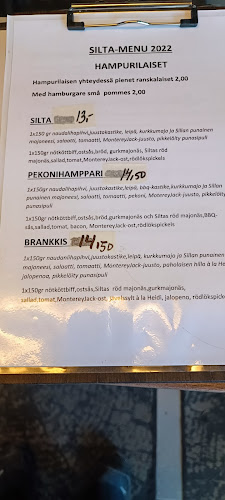 SILTA-MENU 2022
HAMPURILAISET
Hampurilaisen yhteydessä pienet ranskalaiset 2,00
Med hamburgare små pommes 2,00
SILTA 13,-
1x150 gr naudanlihapihvi,juustokastike, leipä, kurkkumajo ja Sillan punainen
majoneesi, salaatti, tomaatti, MontereyJack-juusto, pikkelöity punasipuli
1x150gr nötköttbiff,ostsås,bröd,gurkmajonäs, Siltas röd
majonäs,sallad,tomat,MontereyJack-ost,rödlökspickels
PEKONIHAMPPARI 14,50
1x150gr naudanlihapihvi, juustokastike,leipä, bbq-kastike, kurkkumajo ja
Sillan punainen majoneesi, salaatti, tomaatti, pekoni, MontereyJack-juusto, pikkelöity
punasipuli
1x150gr nötköttbiff,ostsås,bröd,gurkmajonäs och Siltas röd majonäs,BBQ-
sås,sallad,tomat, bacon, MontereyJack-ost,rödlökspickels
BRANKKIS 14,50
1x150gr naudanlihapihvi, juustokastike,leipä, kurkkumajo ja Sillan punainen
majoneesi, salaatti, tomaatti, MontereyJack-juusto, paholaisen hillo à la Heidi,
jalopenoa, pikkelöity punasipuli
1x150gr nötköttbiff,ostsås,Siltas röd majonäs,gurkmajonäs,
sallad,tomat,MontereyJack-ost, à la Heidi, jalopeno, rödlökspickels